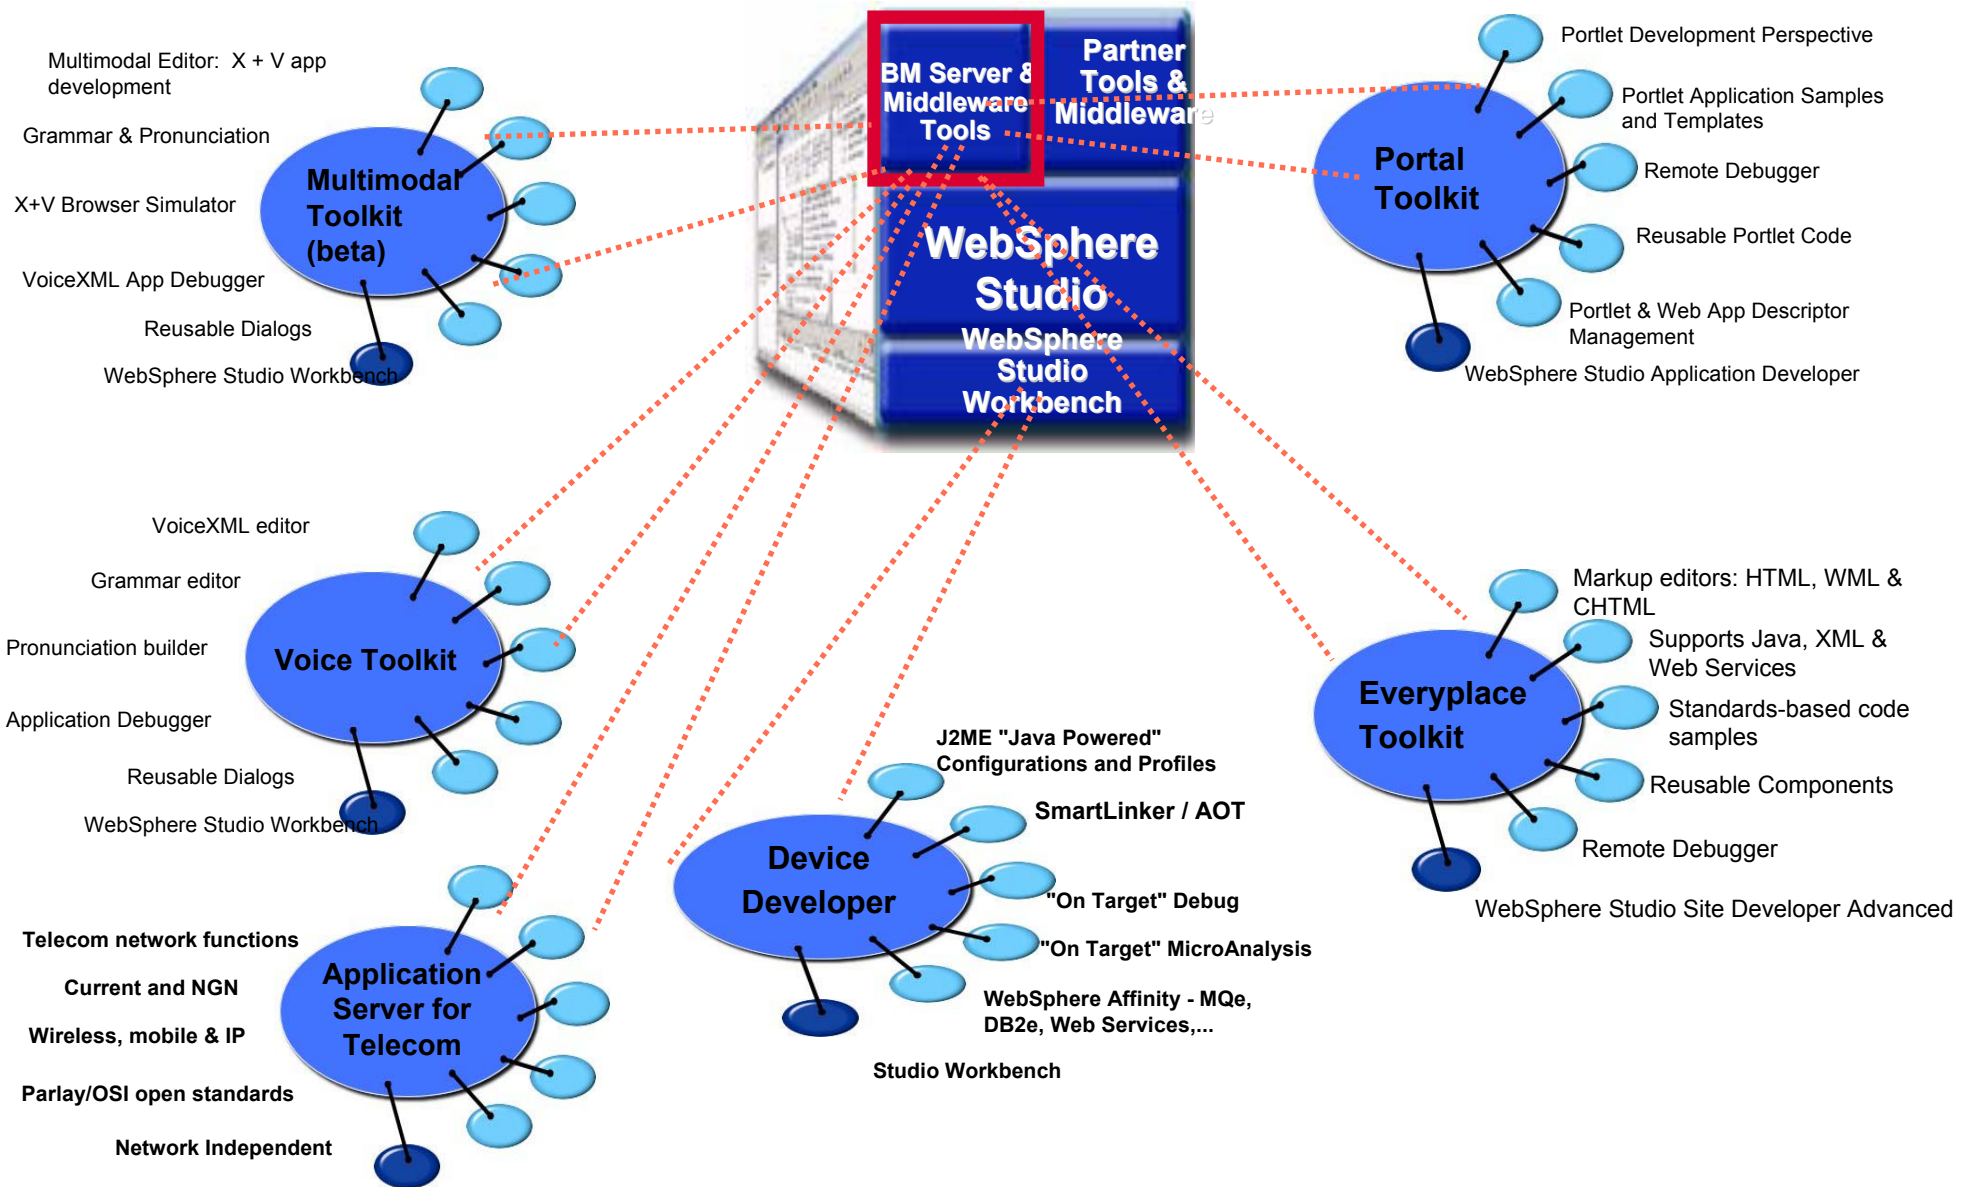 Multimodal Editor: X + V app
development
Grammar & Pronunciation
X+V Browser Simulator
VoiceXML App Debugger
Reusable Dialogs
WebSphere Studio Workbench
Multimodal
Toolkit
(beta)
BM Server &
Middleware
Tools
Partner
Tools &
Middleware
WebSphere
Studio
WebSphere
Studio
Workbench
Portlet Development Perspective
Portlet Application Samples
and Templates
Remote Debugger
Reusable Portlet Code
Portlet & Web App Descriptor
Management
WebSphere Studio Application Developer
Portal
Toolkit
VoiceXML editor
Grammar editor
Pronunciation builder
Application Debugger
Reusable Dialogs
WebSphere Studio Workbench
Voice Toolkit
Markup editors: HTML, WML &
CHTML
Supports Java, XML &
Web Services
Standards-based code
samples
Reusable Components
Remote Debugger
WebSphere Studio Site Developer Advanced
Everyplace
Toolkit
J2ME "Java Powered"
Configurations and Profiles
SmartLinker / AOT
"On Target" Debug
"On Target" MicroAnalysis
WebSphere Affinity - MQe,
DB2e, Web Services,...
Studio Workbench
Device
Developer
Telecom network functions
Current and NGN
Wireless, mobile & IP
Parlay/OSI open standards
Network Independent
Application
Server for
Telecom